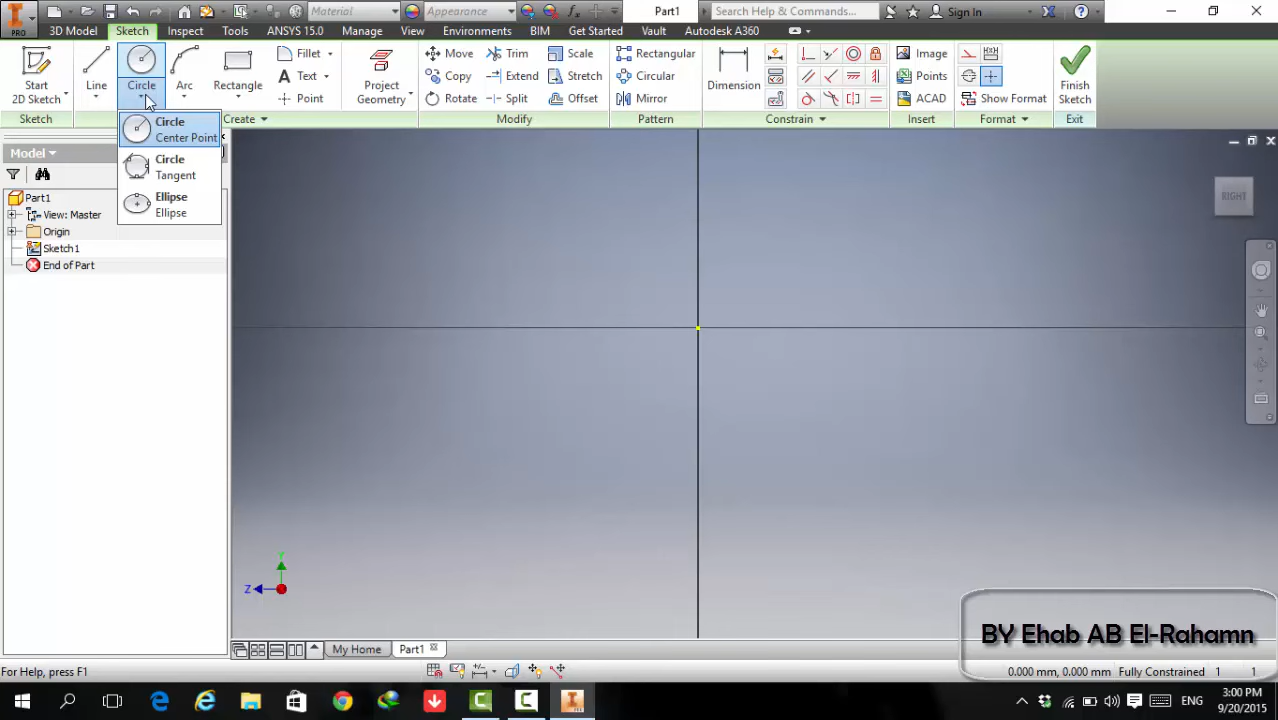 PRO
Material
Appearance
Part1
Search Help & Commands...
Sign In
3D Model Sketch Inspect Tools ANSYS 15.0 Manage View Environments BIM Get Started Vault Autodesk A360
Start
2D Sketch
Line
Circle
Arc
Rectangle
Fillet
Text
Point
Project
Geometry
Move
Copy
Rotate
Trim
Extend
Split
Scale
Stretch
Offset
Rectangular
Circular
Mirror
Dimension
Image
Points
ACAD
Show Format
Finish
Sketch
Sketch Create Modify Pattern Constrain Insert Format Exit
Circle
Center Point
Circle
Tangent
Ellipse
Ellipse
Model
Part1
View: Master
Origin
Sketch1
End of Part
RIGHT
Y
Z
BY Ehab AB El-Rahamn
My Home Part1
For Help, press F1
0.000 mm, 0.000 mm Fully Constrained 1 1
ENG
3:00 PM
9/20/2015